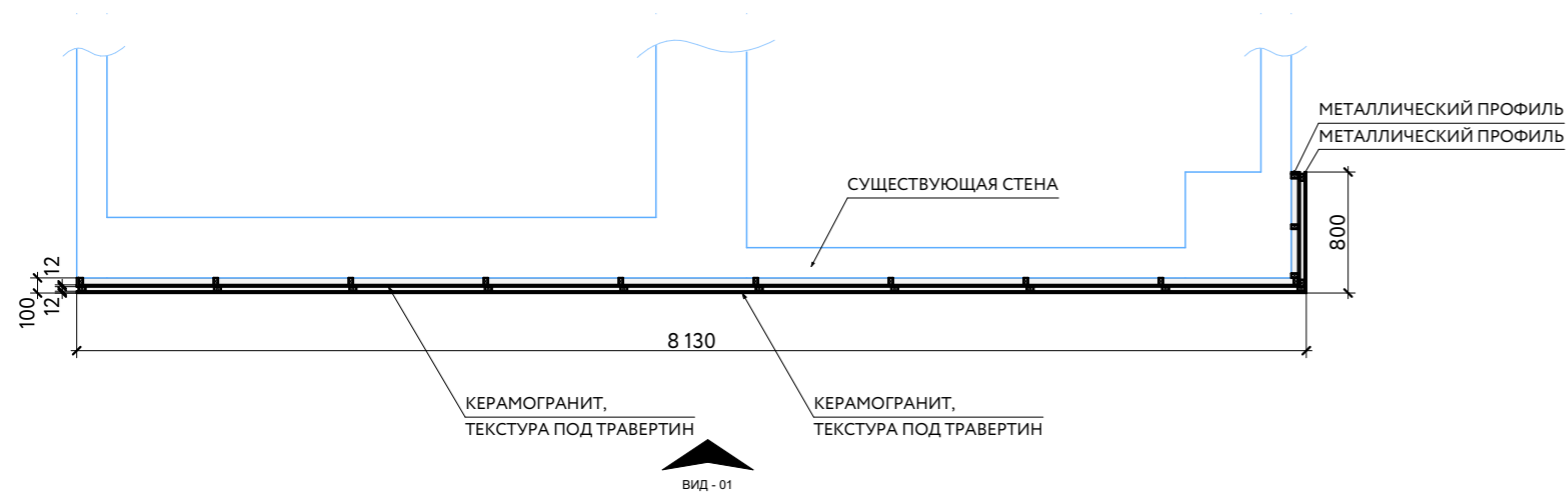 МЕТАЛЛИЧЕСКИЙ ПРОФИЛЬ
МЕТАЛЛИЧЕСКИЙ ПРОФИЛЬ
СУЩЕСТВУЮЩАЯ СТЕНА
800
12
100
12
8 130
КЕРАМОГРАНИТ,
ТЕКСТУРА ПОД ТРАВЕРТИН
КЕРАМОГРАНИТ,
ТЕКСТУРА ПОД ТРАВЕРТИН
ВИД - 01